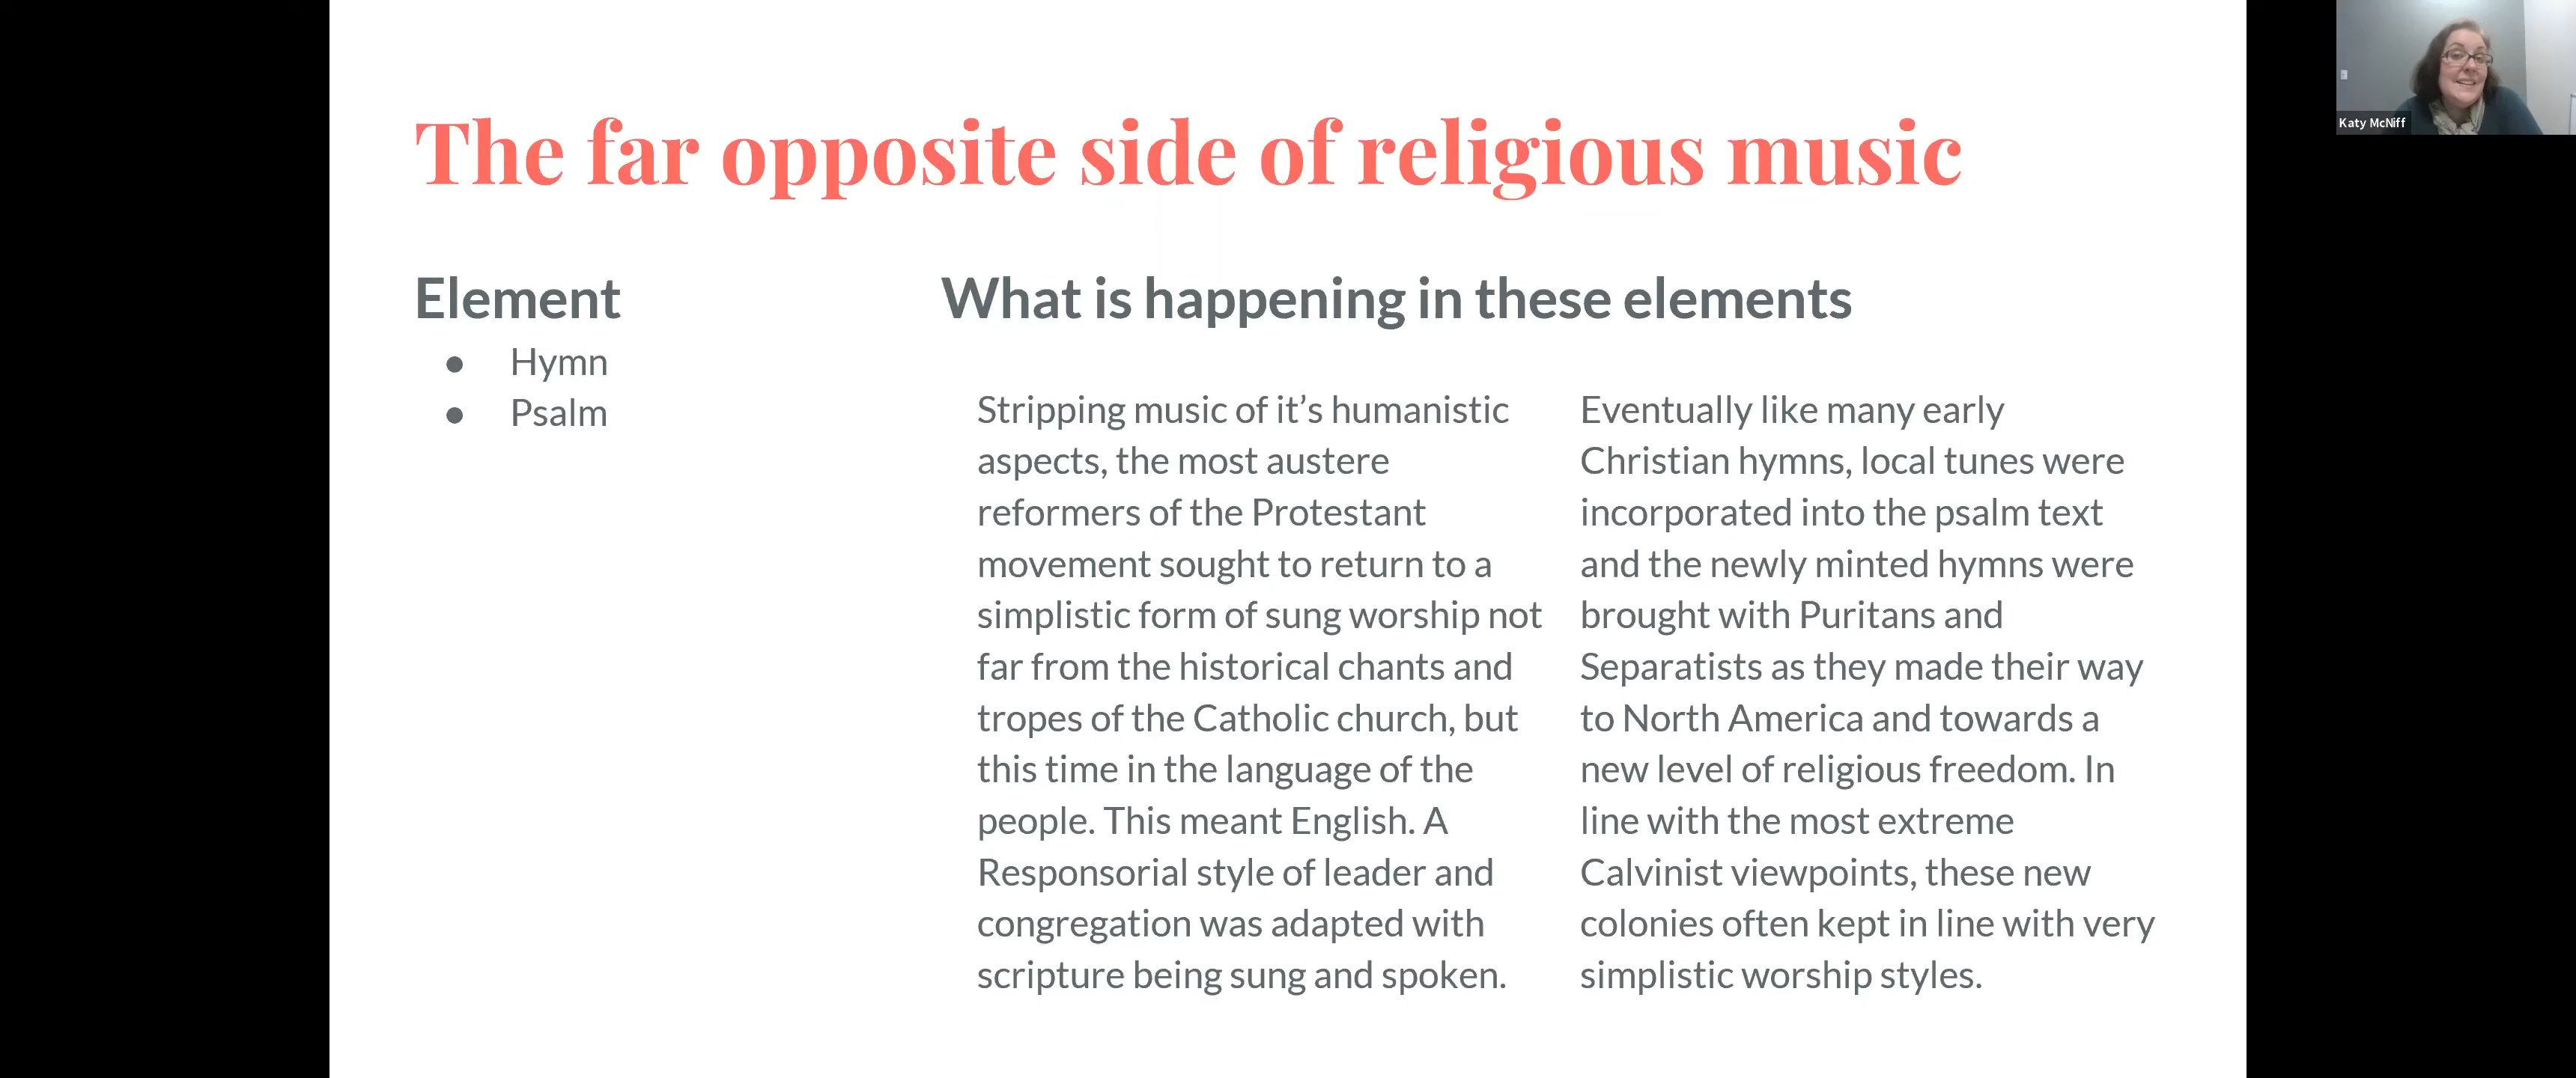 The far opposite side of religious music
Element
● Hymn
● Psalm
What is happening in these elements
Stripping music of it’s humanistic
aspects, the most austere
reformers of the Protestant
movement sought to return to a
simplistic form of sung worship not
far from the historical chants and
tropes of the Catholic church, but
this time in the language of the
people. This meant English. A
Responsorial style of leader and
congregation was adapted with
scripture being sung and spoken.
Eventually like many early
Christian hymns, local tunes were
incorporated into the psalm text
and the newly minted hymns were
brought with Puritans and
Separatists as they made their way
to North America and towards a
new level of religious freedom. In
line with the most extreme
Calvinist viewpoints, these new
colonies often kept in line with very
simplistic worship styles.
Katy McNiff